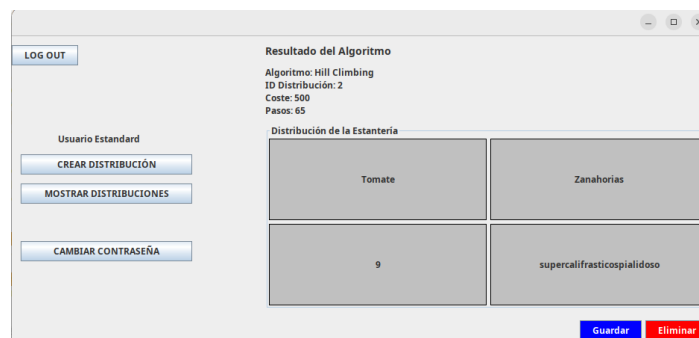 LOG OUT
Usuario Estandard
CREAR DISTRIBUCIÓN
MOSTRAR DISTRIBUCIONES
CAMBIAR CONTRASEÑA
Resultado del Algoritmo
Algoritmo: Hill Climbing
ID Distribución: 2
Coste: 500
Pasos: 65
Distribución de la Estantería
Tomate
Zanahorias
9
supercalifrasticospialidoso
Guardar
Eliminar